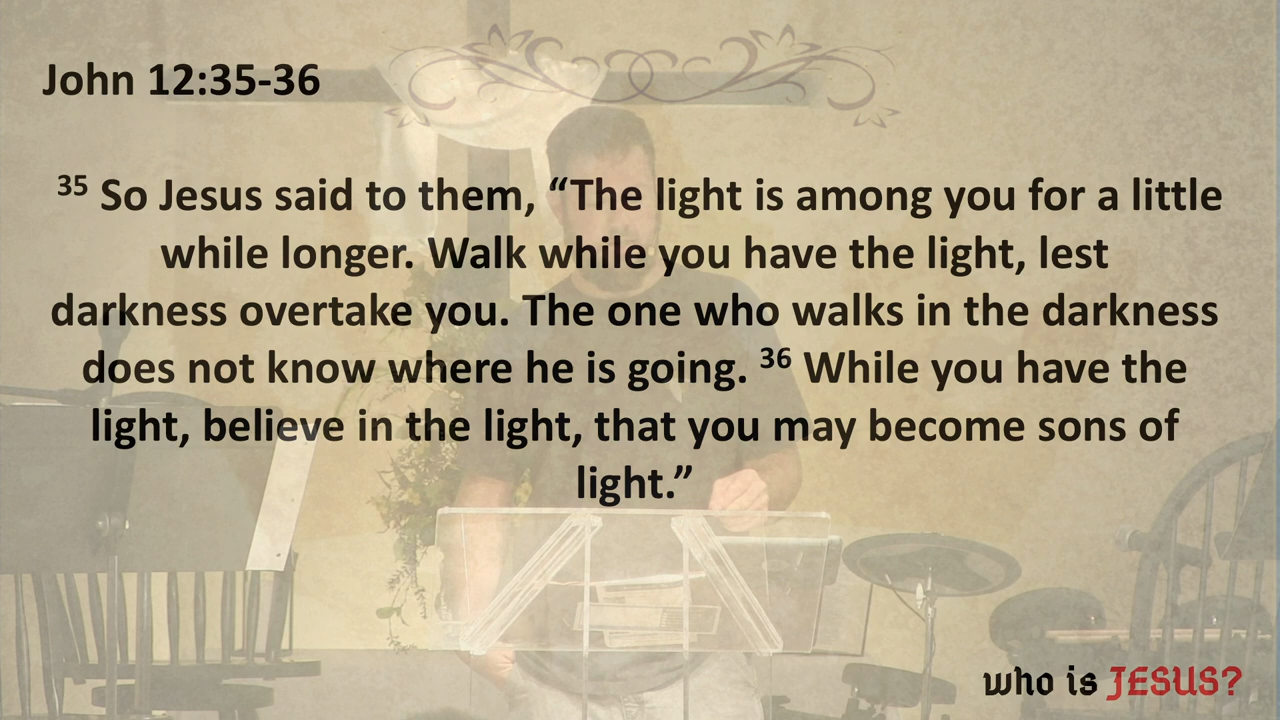 John 12:35-36
35 So Jesus said to them, “The light is among you for a little
while longer. Walk while you have the light, lest
darkness overtake you. The one who walks in the darkness
does not know where he is going. 36 While you have the
light, believe in the light, that you may become sons of
light.”
who is JESUS?